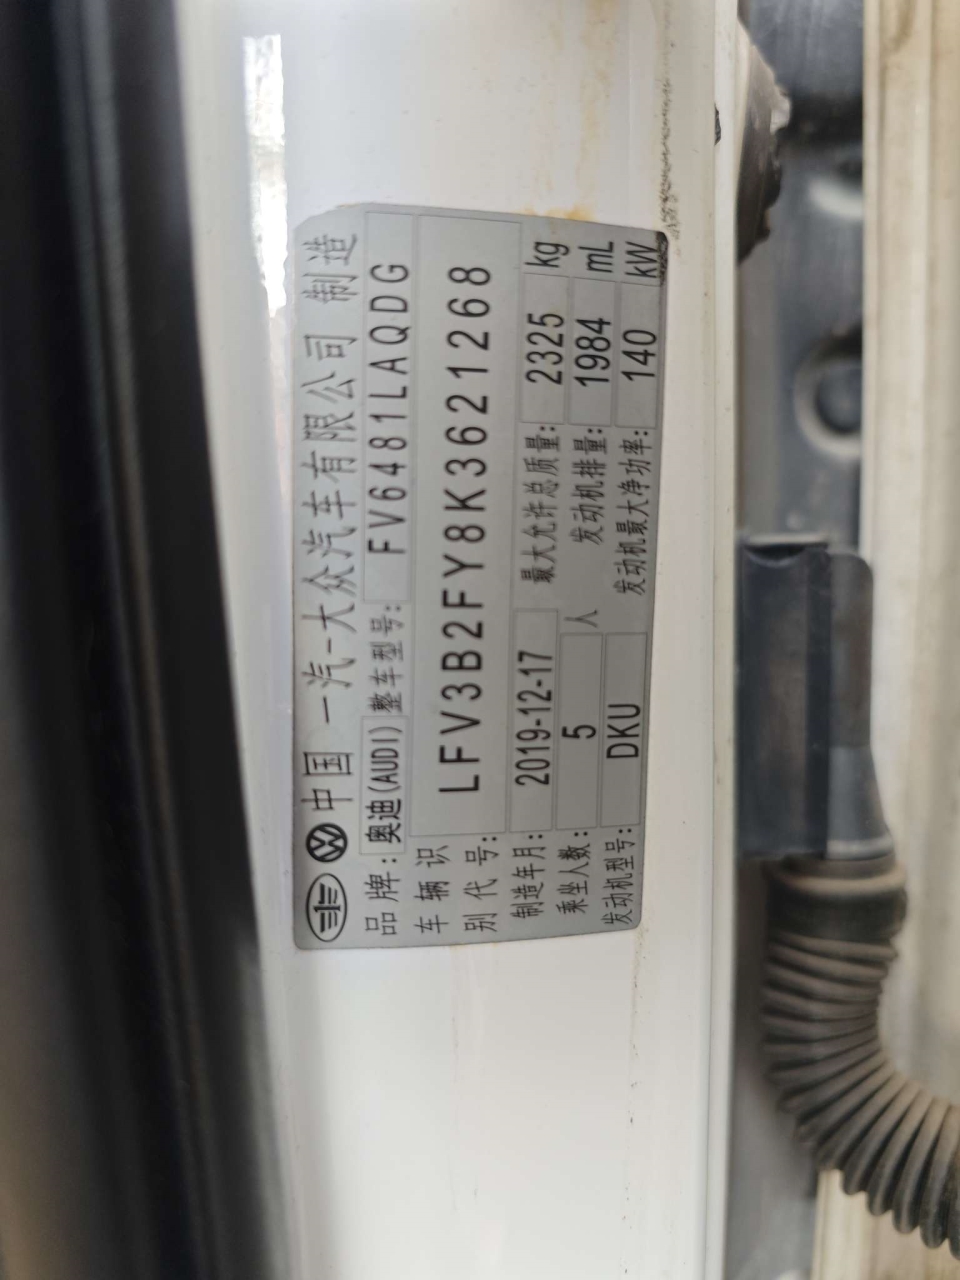 中国 一汽-大众汽车有限公司 制造
品牌: 奥迪(AUDI) 整车型号: FV6481LAQDG
车辆识别代号: LFV3B2FY8K3621268
制造年月: 2019-12-17 最大允许总质量: 2325 kg
乘坐人数: 5 人 发动机排量: 1984 mL
发动机型号: DKU 发动机最大净功率: 140 kW